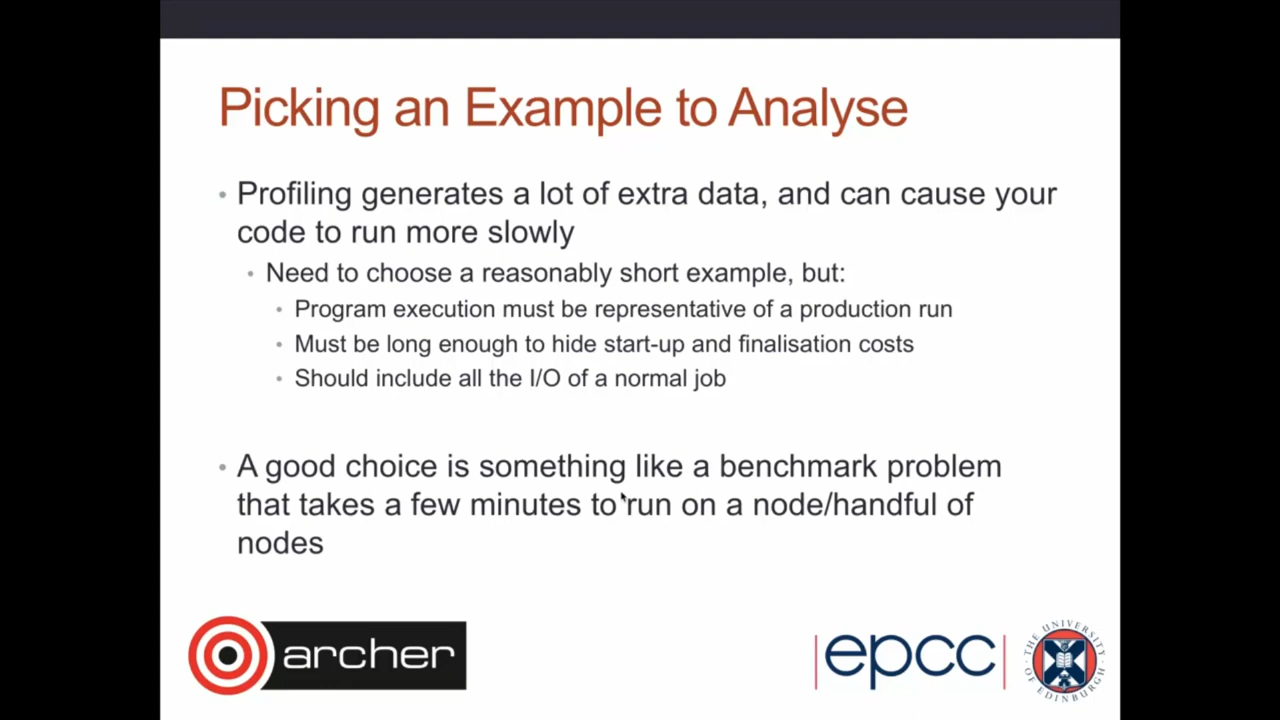 Picking an Example to Analyse
• Profiling generates a lot of extra data, and can cause your
code to run more slowly
• Need to choose a reasonably short example, but:
• Program execution must be representative of a production run
• Must be long enough to hide start-up and finalisation costs
• Should include all the I/O of a normal job
• A good choice is something like a benchmark problem
that takes a few minutes to run on a node/handful of
nodes
archer
epcc
THE UNIVERSITY
OF EDINBURGH